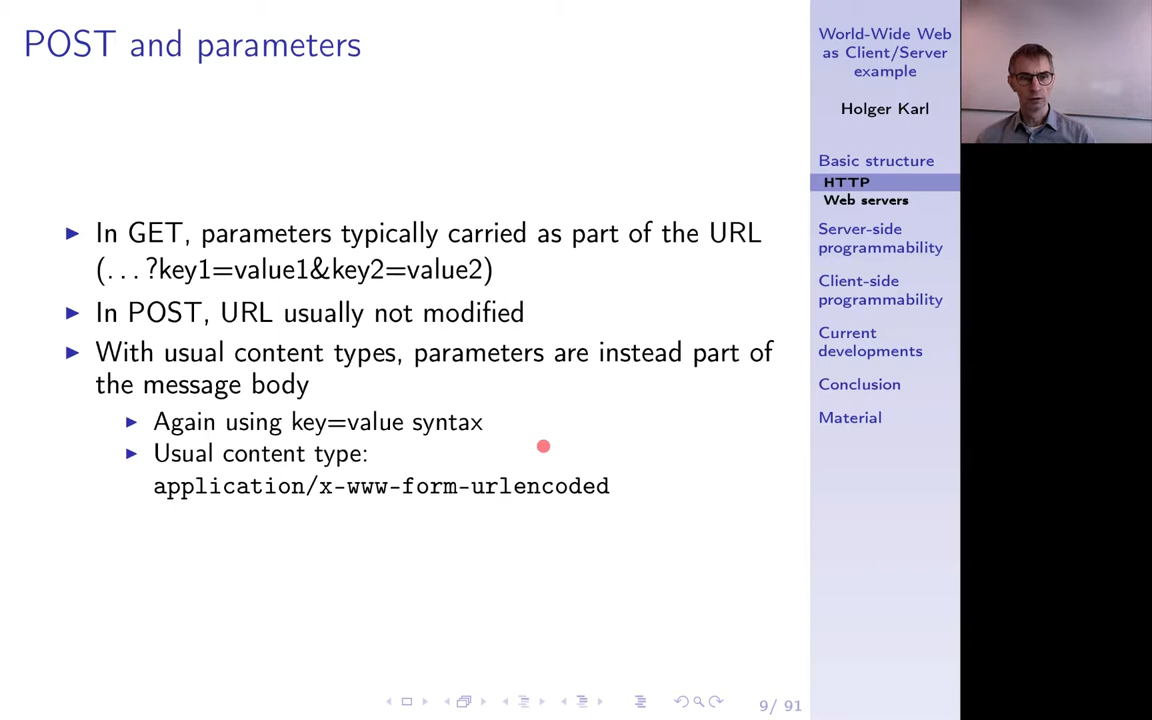 POST and parameters
In GET, parameters typically carried as part of the URL
(...?key1=value1&key2=value2)
In POST, URL usually not modified
With usual content types, parameters are instead part of
the message body
Again using key=value syntax
Usual content type:
application/x-www-form-urlencoded
World-Wide Web
as Client/Server
example
Holger Karl
Basic structure
HTTP
Web servers
Server-side
programmability
Client-side
programmability
Current
developments
Conclusion
Material
9/ 91